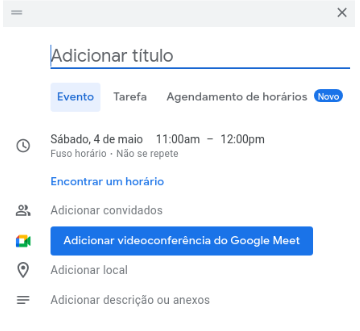 Adicionar título
Evento Tarefa Agendamento de horários Novo
Sábado, 4 de maio 11:00am – 12:00pm
Fuso horário · Não se repete
Encontrar um horário
Adicionar convidados
Adicionar videoconferência do Google Meet
Adicionar local
Adicionar descrição ou anexos